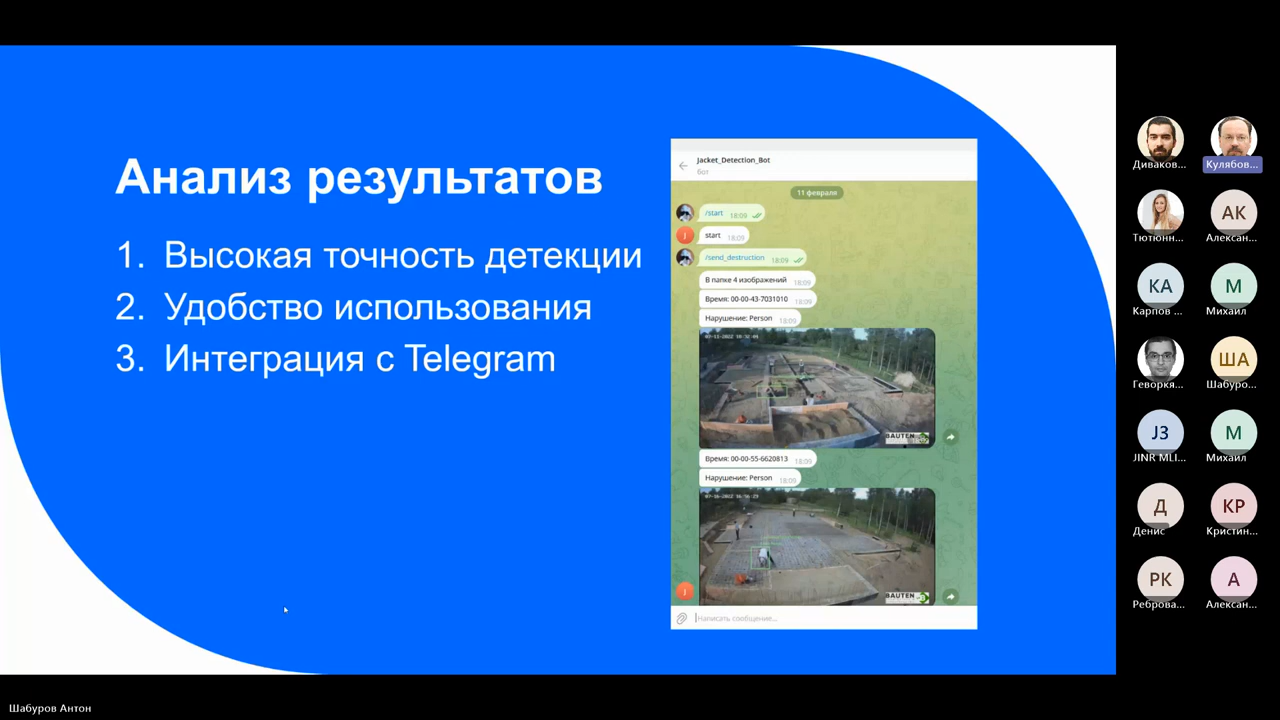 Анализ результатов
1. Высокая точность детекции
2. Удобство использования
3. Интеграция с Telegram
Jacket_Detection_Bot
бот
11 февраля
/start 18:09
J start 18:09
/send_destruction 18:09
В папке 4 изображений 18:09
Время: 00-00-43-7031010 18:09
Нарушение: Person 18:09
BAUTEN
Время: 00-00-55-6620813 18:09
Нарушение: Person 18:09
BAUTEN
J
Написать сообщение...
Диваков...
Кулябов...
Тютюнн...
АК
Алексан...
КА
Карпов ...
М
Михаил
Геворкя...
ША
Шабуро...
JЗ
JINR MLI...
М
Михаил
Д
Денис
КР
Кристин...
РК
Реброва...
А
Алексан...
Шабуров Антон